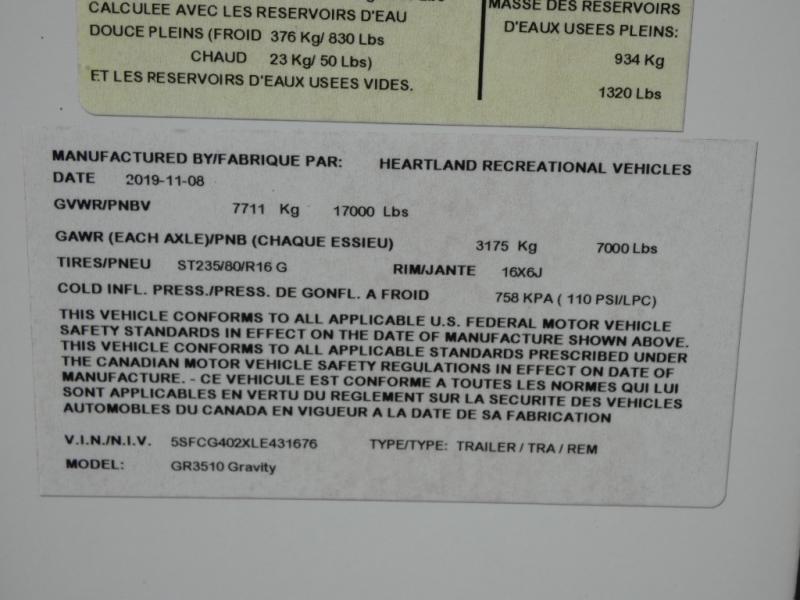 CALCULEE AVEC LES RESERVOIRS D'EAU
DOUCE PLEINS (FROID 376 Kg/ 830 Lbs
CHAUD 23 Kg/ 50 Lbs)
ET LES RESERVOIRS D'EAUX USEES VIDES.
MASSE DES RESERVOIRS
D'EAUX USEES PLEINS:
934 Kg
1320 Lbs
MANUFACTURED BY/FABRIQUE PAR: HEARTLAND RECREATIONAL VEHICLES
DATE 2019-11-08
GVWR/PNBV 7711 Kg 17000 Lbs
GAWR (EACH AXLE)/PNB (CHAQUE ESSIEU) 3175 Kg 7000 Lbs
TIRES/PNEU ST235/80/R16 G RIM/JANTE 16X6J
COLD INFL. PRESS./PRESS. DE GONFL. A FROID 758 KPA ( 110 PSI/LPC)
THIS VEHICLE CONFORMS TO ALL APPLICABLE U.S. FEDERAL MOTOR VEHICLE
SAFETY STANDARDS IN EFFECT ON THE DATE OF MANUFACTURE SHOWN ABOVE.
THIS VEHICLE CONFORMS TO ALL APPLICABLE STANDARDS PRESCRIBED UNDER
THE CANADIAN MOTOR VEHICLE SAFETY REGULATIONS IN EFFECT ON DATE OF
MANUFACTURE. - CE VEHICULE EST CONFORME A TOUTES LES NORMES QUI LUI
SONT APPLICABLES EN VERTU DU REGLEMENT SUR LA SECURITE DES VEHICLES
AUTOMOBILES DU CANADA EN VIGUEUR A LA DATE DE SA FABRICATION
V.I.N./N.I.V. 5SFCG402XLE431676 TYPE/TYPE: TRAILER / TRA / REM
MODEL: GR3510 Gravity